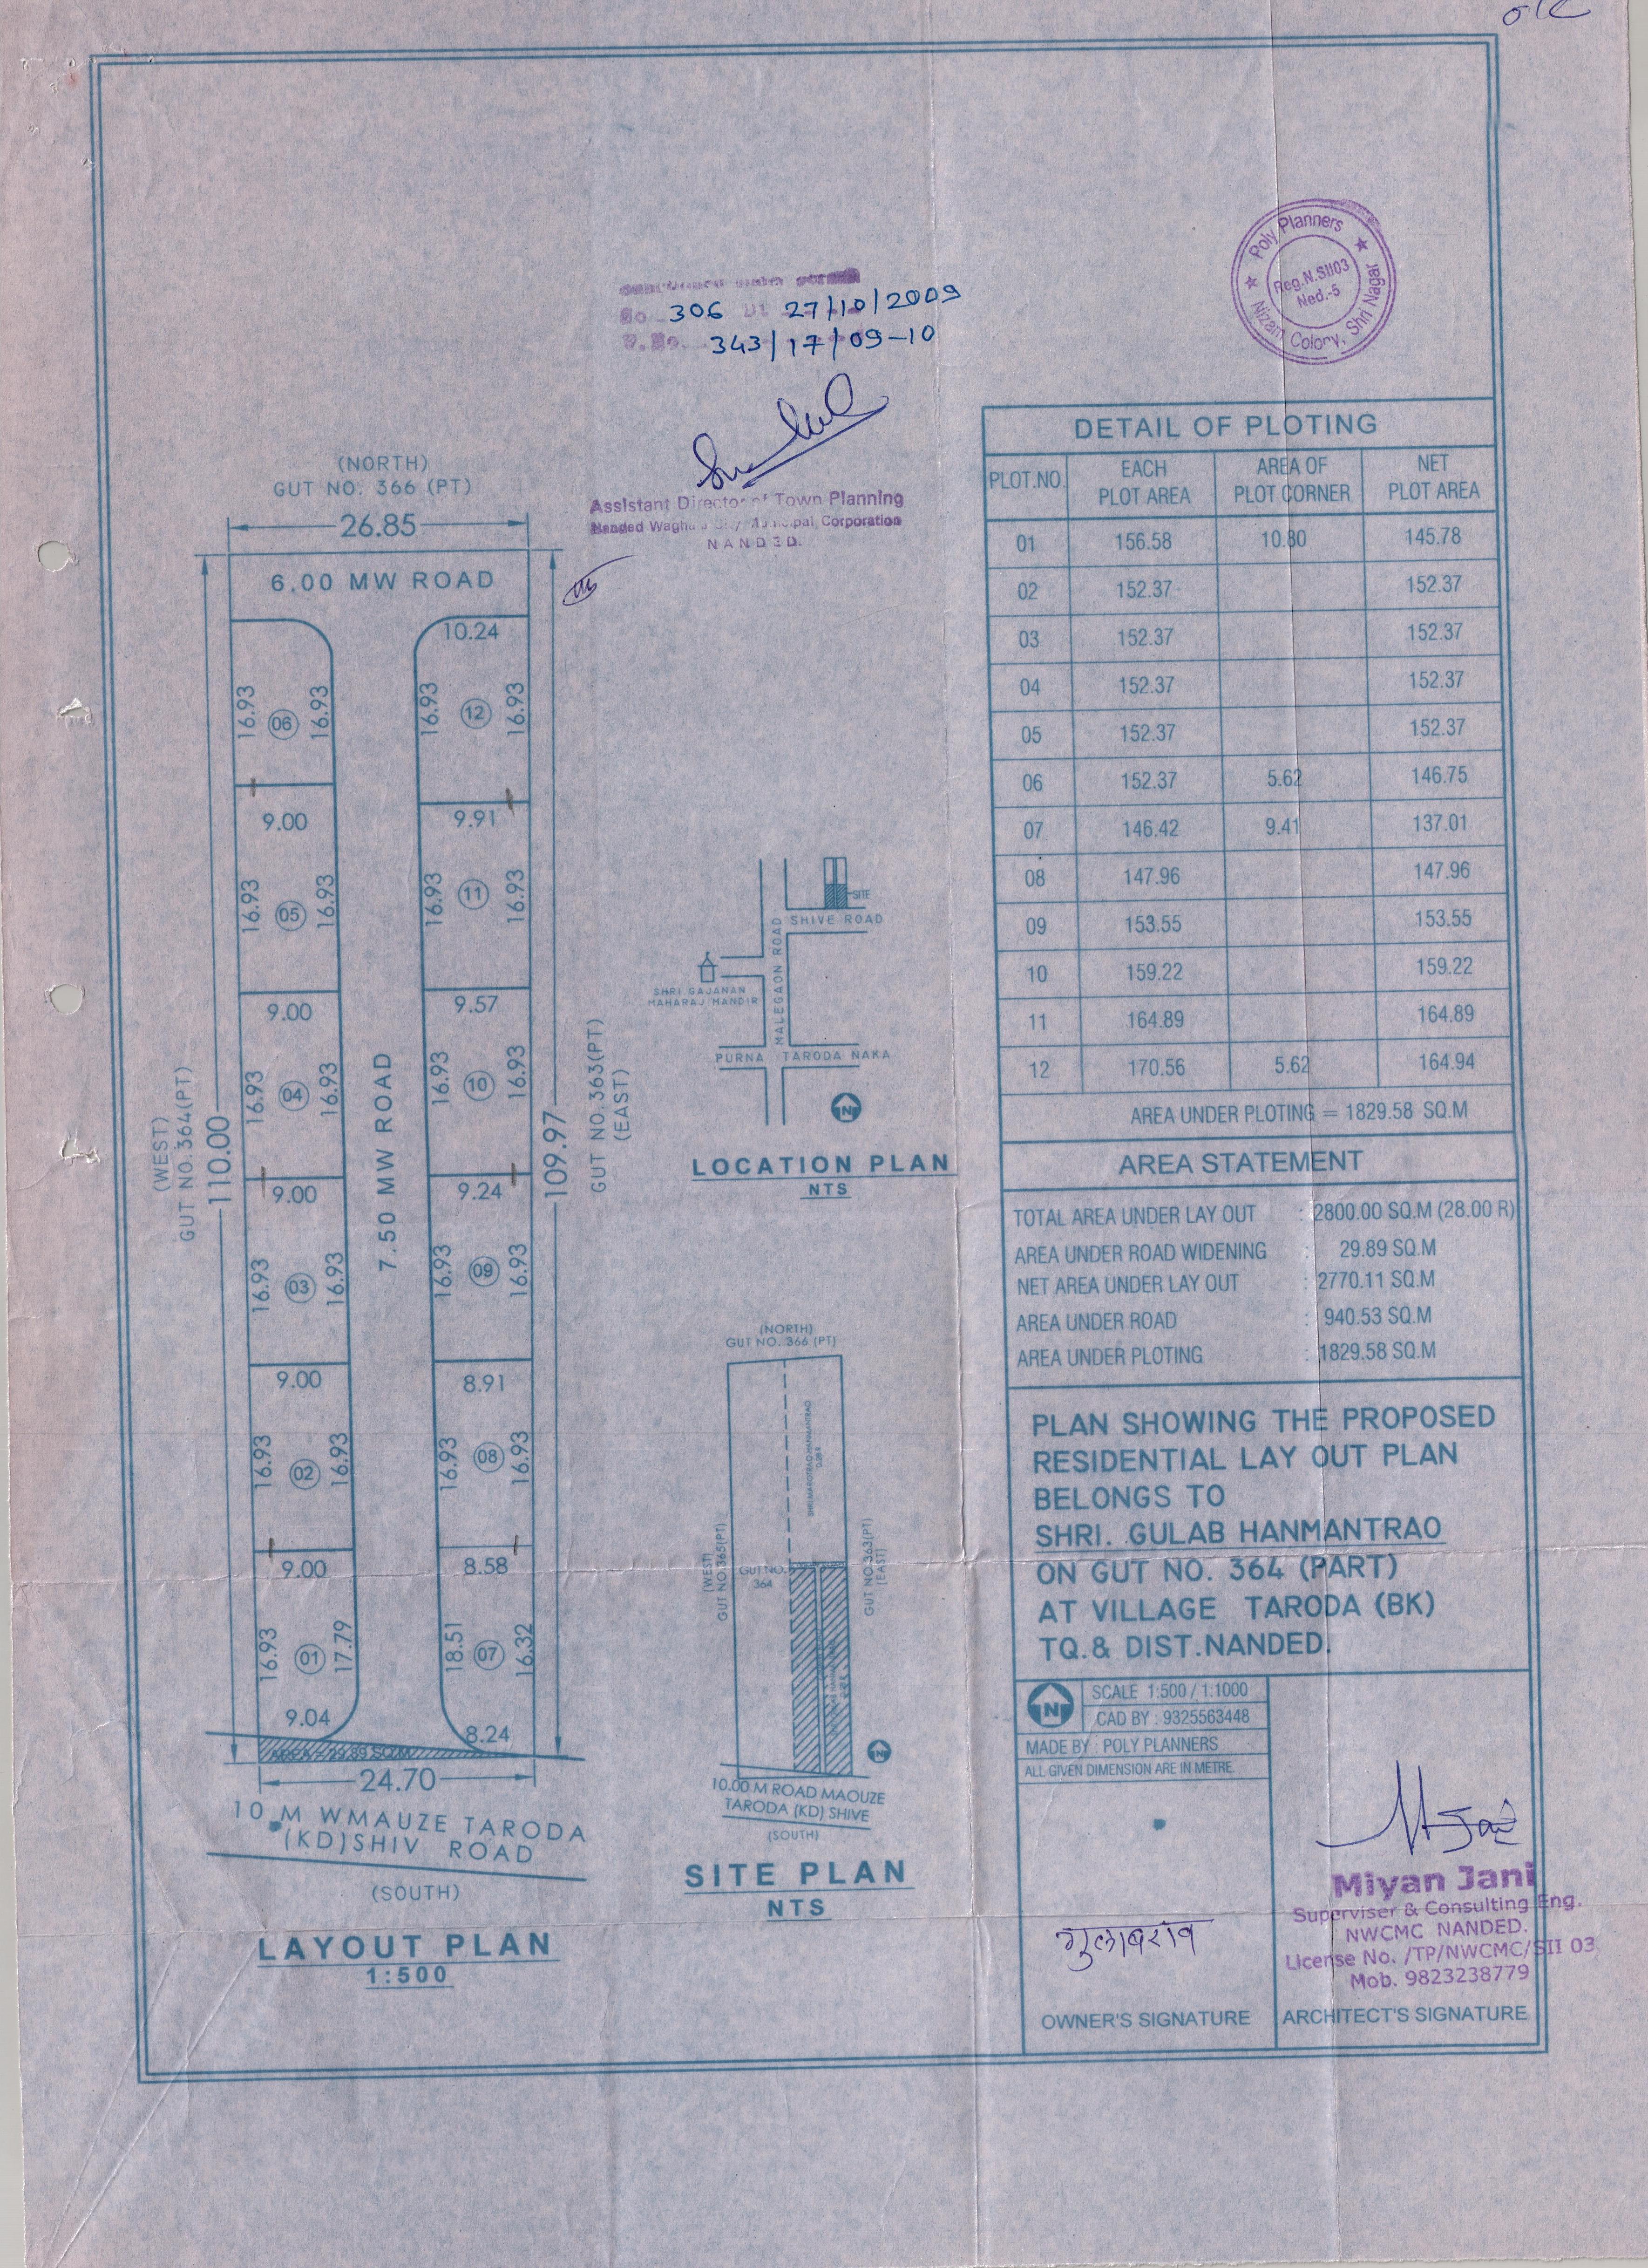 Poly Planners
Reg.N.SII03
Ned.-5
Nizam Colony, Shri Nagar
No 306 Dt 27/10/2009
343/17/09-10
Assistant Director of Town Planning
Nanded Waghala City Municipal Corporation
NANDED.
(NORTH)
GUT NO. 366 (PT)
26.85
6.00 MW ROAD
10.24
16.93 06 16.93
16.93 12 16.93
9.00
9.91
16.93 05 16.93
16.93 11 16.93
9.00
9.57
16.93 04 16.93
16.93 10 16.93
9.00
9.24
16.93 03 16.93
16.93 09 16.93
9.00
8.91
16.93 02 16.93
16.93 08 16.93
9.00
8.58
16.93 01 17.79
18.51 07 16.32
9.04
8.24
(WEST)
GUT NO. 364(PT)
110.00
7.50 MW ROAD
109.97
GUT NO.363(PT)
(EAST)
AREA = 29.89 SQ.M
24.70
10 M WMAUZE TARODA
(KD)SHIV ROAD
(SOUTH)
LAYOUT PLAN
1:500
SITE
SHIVE ROAD
MALEGAON ROAD
SHRI GAJANAN
MAHARAJ MANDIR
PURNA TARODA NAKA
N
LOCATION PLAN
NTS
(NORTH)
GUT NO. 366 (PT)
SHRI.MAROTRAO HANMANTRAO
(WEST)
GUT NO.365(PT)
GUT NO.
364
GUT NO.363(PT)
(EAST)
N
10.00 M ROAD MAOUZE
TARODA (KD) SHIVE
(SOUTH)
SITE PLAN
NTS
DETAIL OF PLOTING
PLOT.NO. EACH PLOT AREA AREA OF PLOT CORNER NET PLOT AREA
01 156.58 10.80 145.78
02 152.37 152.37
03 152.37 152.37
04 152.37 152.37
05 152.37 152.37
06 152.37 5.62 146.75
07 146.42 9.41 137.01
08 147.96 147.96
09 153.55 153.55
10 159.22 159.22
11 164.89 164.89
12 170.56 5.62 164.94
AREA UNDER PLOTING = 1829.58 SQ.M
AREA STATEMENT
TOTAL AREA UNDER LAY OUT : 2800.00 SQ.M (28.00 R)
AREA UNDER ROAD WIDENING : 29.89 SQ.M
NET AREA UNDER LAY OUT : 2770.11 SQ.M
AREA UNDER ROAD : 940.53 SQ.M
AREA UNDER PLOTING : 1829.58 SQ.M
PLAN SHOWING THE PROPOSED
RESIDENTIAL LAY OUT PLAN
BELONGS TO
SHRI. GULAB HANMANTRAO
ON GUT NO. 364 (PART)
AT VILLAGE TARODA (BK)
TQ.& DIST.NANDED.
N
SCALE 1:500 / 1:1000
CAD BY : 9325563448
MADE BY : POLY PLANNERS
ALL GIVEN DIMENSION ARE IN METRE.
गुलाबराव
OWNER'S SIGNATURE
Miyan Jani
Superviser & Consulting Eng.
NWCMC NANDED.
License No. /TP/NWCMC/SII 03
Mob. 9823238779
ARCHITECT'S SIGNATURE